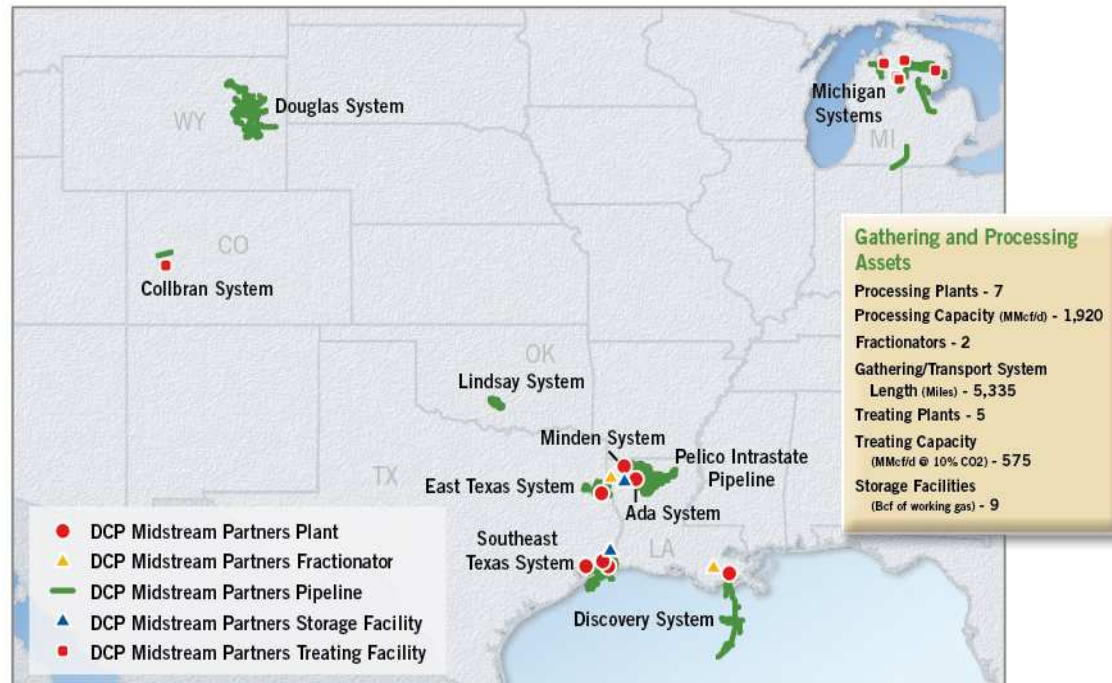 Douglas System
WY
Michigan
Systems
MI
CO
Collbran System
OK
Lindsay System
Minden System
Pelico Intrastate
Pipeline
TX
East Texas System
Ada System
Southeast
Texas System
LA
Discovery System
Gathering and Processing
Assets
Processing Plants - 7
Processing Capacity (MMcf/d) - 1,920
Fractionators - 2
Gathering/Transport System
Length (Miles) - 5,335
Treating Plants - 5
Treating Capacity
(MMcf/d @ 10% CO2) - 575
Storage Facilities
(Bcf of working gas) - 9
DCP Midstream Partners Plant
DCP Midstream Partners Fractionator
DCP Midstream Partners Pipeline
DCP Midstream Partners Storage Facility
DCP Midstream Partners Treating Facility